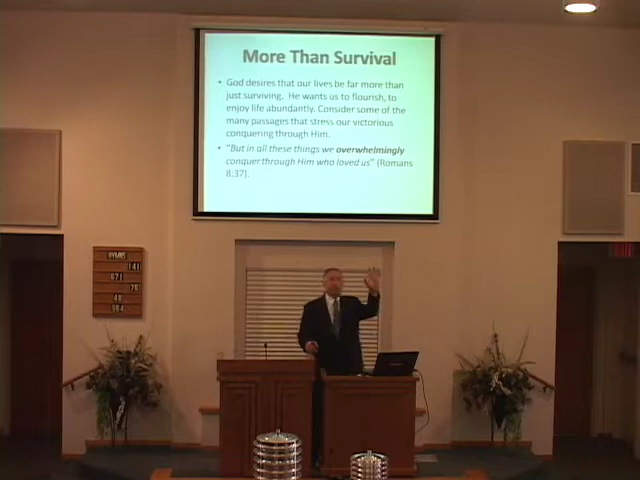 More Than Survival
• God desires that our lives be far more than
just surviving. He wants us to flourish, to
enjoy life abundantly. Consider some of the
many passages that stress our victorious
conquering through Him.
• "But in all these things we overwhelmingly
conquer through Him who loved us" (Romans
8:37).
HYMNS
141
671
76
46
564
EXIT